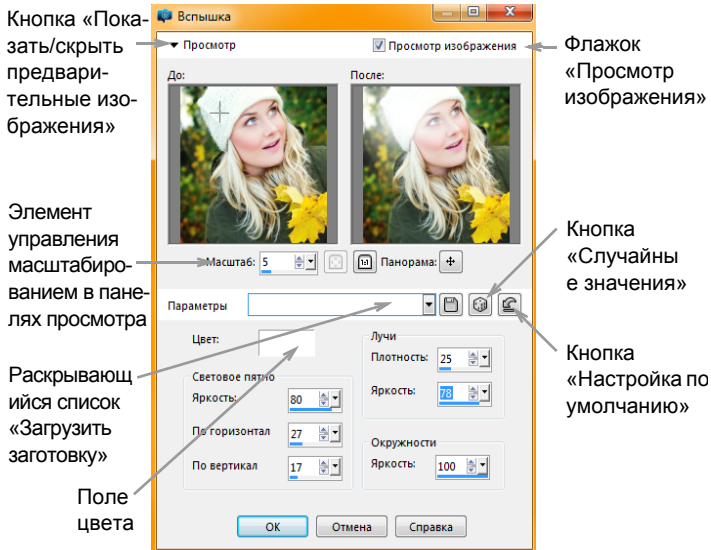 Кнопка «Пока-
зать/скрыть
предвари-
тельные изо-
бражения»
Вспышка
Просмотр
Просмотр изображения
Флажок
«Просмотр
изображения»
До:
После:
Элемент
управления
масштабиро-
ванием в пане-
лях просмотра
Масштаб: 5
1:1
Панорама:
Кнопка
«Случайны
е значения»
Параметры
Кнопка
«Настройка по
умолчанию»
Раскрывающ
ийся список
«Загрузить
заготовку»
Поле
цвета
Цвет:
Световое пятно
Яркость: 80
По горизонтал 27
По вертикал 17
Лучи
Плотность: 25
Яркость: 78
Окружности
Яркость: 100
ОК
Отмена
Справка